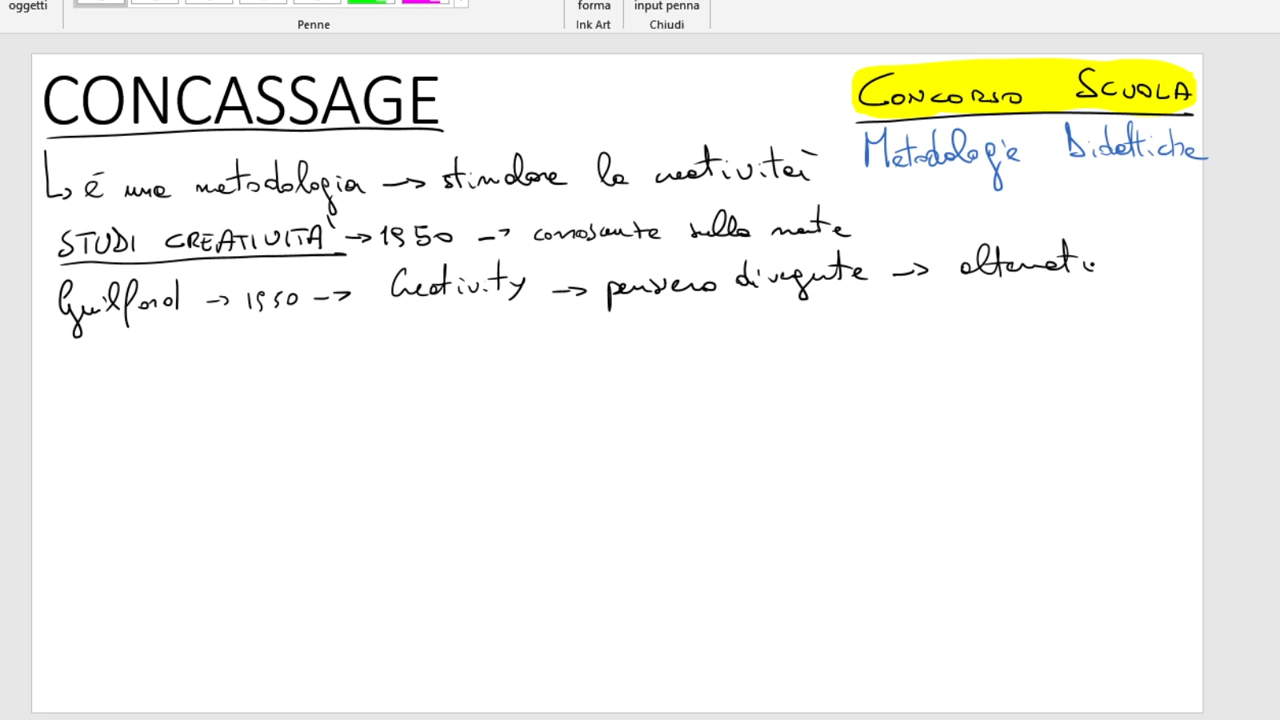 oggetti
forma
input penna
Penne
Ink Art
Chiudi
CONCASSAGE
CONCORSO SCUOLA
Metodologie Didattiche
↳ é una metodologia → stimolare la creatività
STUDI CREATIVITÀ → 1950 → conoscente sulla mente
Guilford → 1950 → Creativity → pensiero divergente → alternati